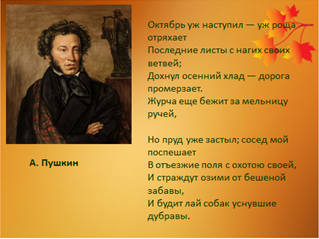 Октябрь уж наступил — уж роща
отряхает
Последние листы с нагих своих
ветвей;
Дохнул осенний хлад — дорога
промерзает.
Журча еще бежит за мельницу
ручей,
Но пруд уже застыл; сосед мой
поспешает
В отъезжие поля с охотою своей,
И страждут озими от бешеной
забавы,
И будит лай собак уснувшие
дубравы.
А. Пушкин